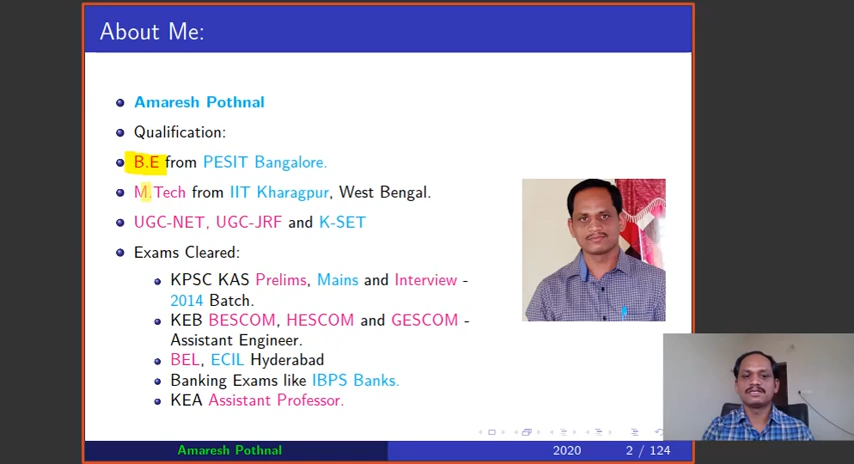 About Me:
Amaresh Pothnal
Qualification:
B.E from PESIT Bangalore.
M.Tech from IIT Kharagpur, West Bengal.
UGC-NET, UGC-JRF and K-SET
Exams Cleared:
KPSC KAS Prelims, Mains and Interview -
2014 Batch.
KEB BESCOM, HESCOM and GESCOM -
Assistant Engineer.
BEL, ECIL Hyderabad
Banking Exams like IBPS Banks.
KEA Assistant Professor.
Amaresh Pothnal 2020 2 / 124